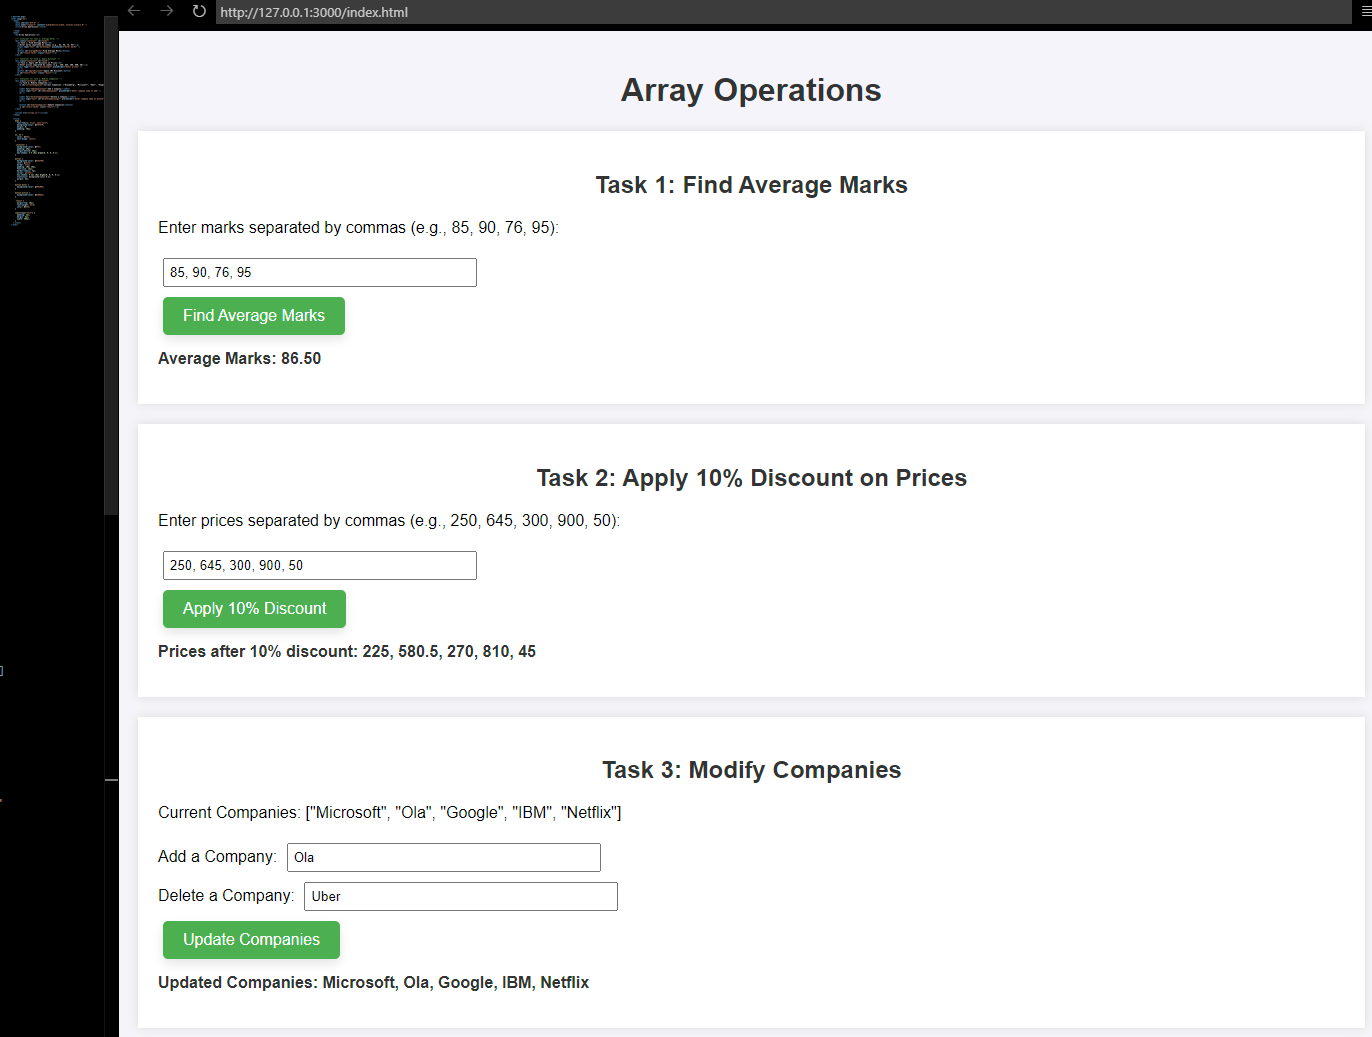 http://127.0.0.1:3000/index.html
Array Operations
Task 1: Find Average Marks
Enter marks separated by commas (e.g., 85, 90, 76, 95):
85, 90, 76, 95
Find Average Marks
Average Marks: 86.50
Task 2: Apply 10% Discount on Prices
Enter prices separated by commas (e.g., 250, 645, 300, 900, 50):
250, 645, 300, 900, 50
Apply 10% Discount
Prices after 10% discount: 225, 580.5, 270, 810, 45
Task 3: Modify Companies
Current Companies: ["Microsoft", "Ola", "Google", "IBM", "Netflix"]
Add a Company: Ola
Delete a Company: Uber
Update Companies
Updated Companies: Microsoft, Ola, Google, IBM, Netflix